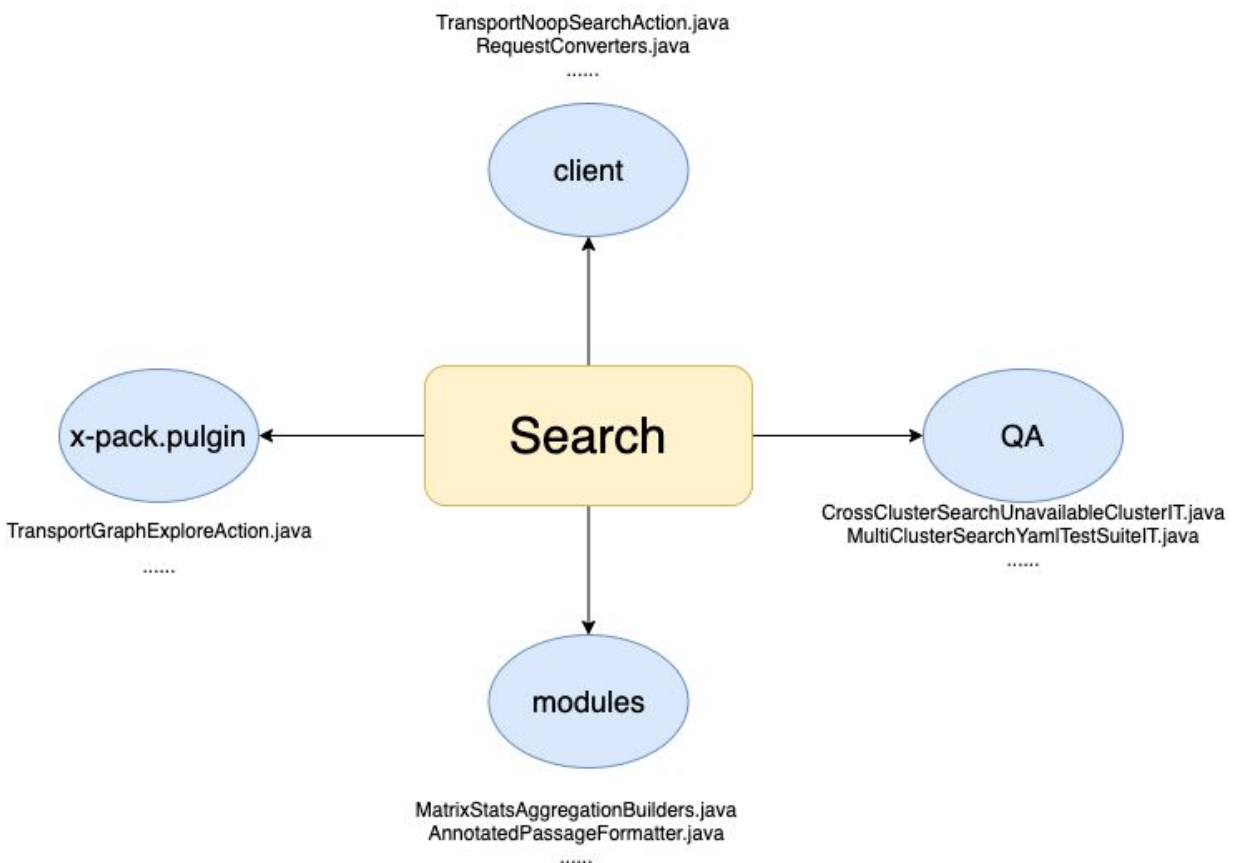 TransportNoopSearchAction.java
RequestConverters.java
......
client
x-pack.pulgin
Search
QA
TransportGraphExploreAction.java
......
CrossClusterSearchUnavailableClusterIT.java
MultiClusterSearchYamlTestSuiteIT.java
......
modules
MatrixStatsAggregationBuilders.java
AnnotatedPassageFormatter.java
......